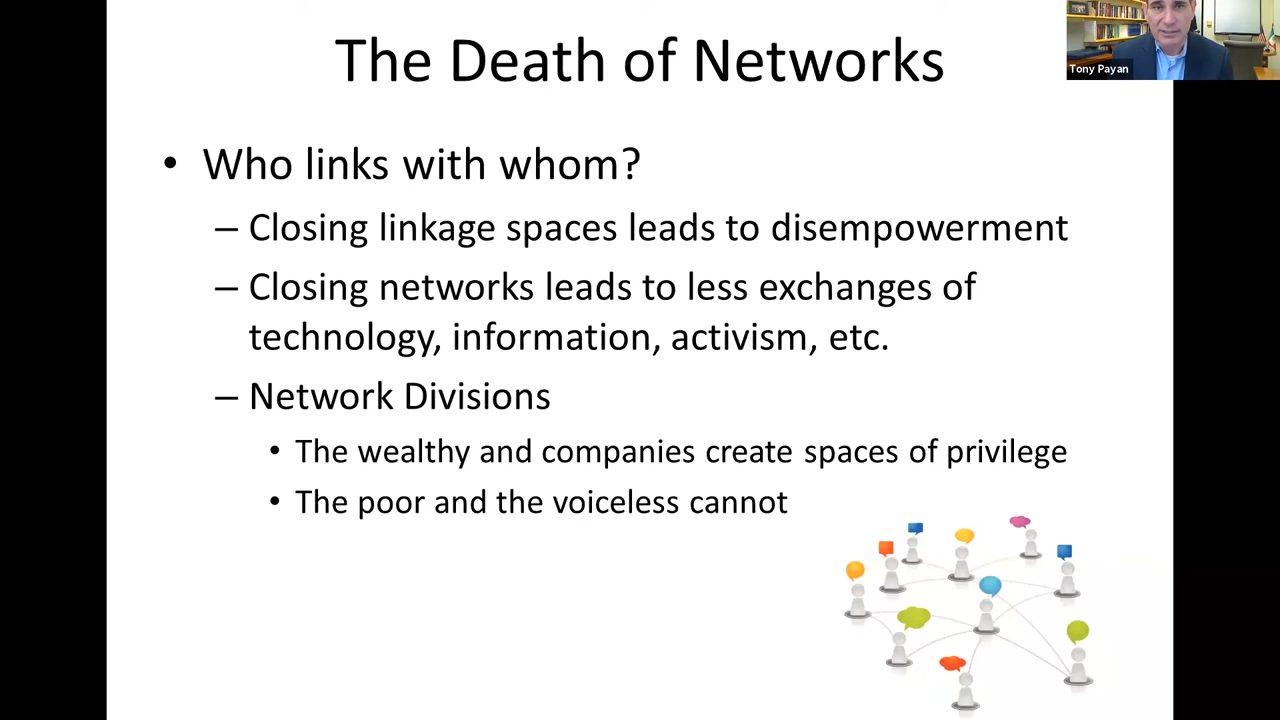 The Death of Networks
Tony Payan
• Who links with whom?
– Closing linkage spaces leads to disempowerment
– Closing networks leads to less exchanges of
technology, information, activism, etc.
– Network Divisions
• The wealthy and companies create spaces of privilege
• The poor and the voiceless cannot